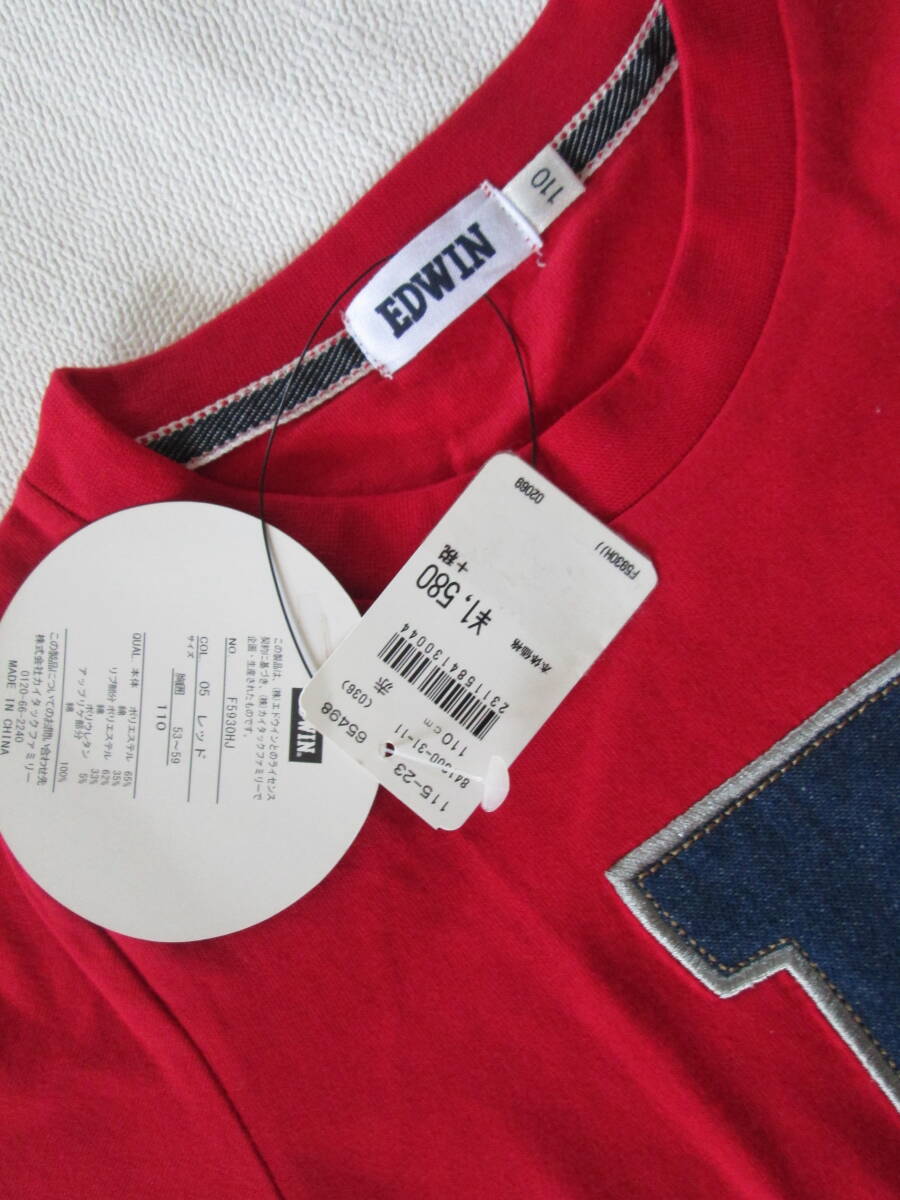 110
EDWIN
WIN.
この製品は、(株)エドウィンとのライセンス
契約に基づき、(株)カイタックファミリーで
企画・生産されたものです。
NO F5930HJ
COL 05 レッド
サイズ
胸囲 53〜59
110
QUAL. 本体
ポリエステル 65%
綿 35%
リブ部分 ポリエステル 62%
綿 33%
ポリウレタン 5%
アップリケ部分
綿 100%
この製品についてのお問い合わせ先
株式会社カイタックファミリー
0120-66-2240
MADE IN CHINA
115-23 65498
赤 (036)
110cm
2311584130044
本体価格
¥1,580
+税
F5930HJ
02069